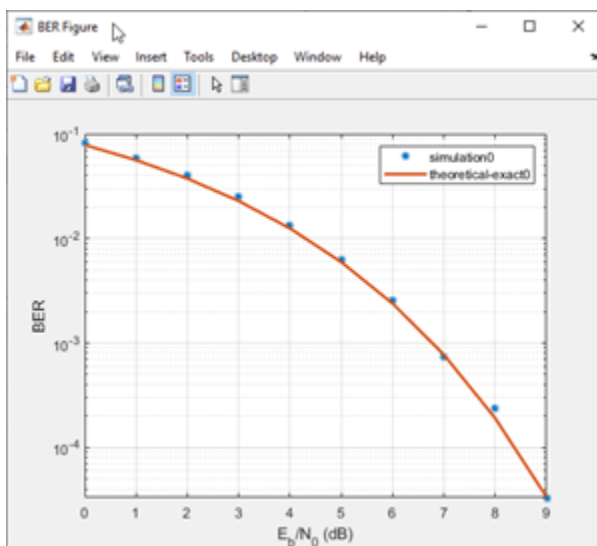 BER Figure
File Edit View Insert Tools Desktop Window Help
10^-1
simulation0
theoretical-exact0
10^-2
BER
10^-3
10^-4
0 1 2 3 4 5 6 7 8 9
E_b/N_0 (dB)